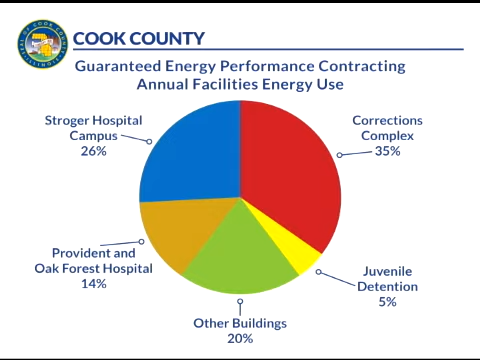 COOK COUNTY
Guaranteed Energy Performance Contracting
Annual Facilities Energy Use
Stroger Hospital
Campus
26%
Corrections
Complex
35%
Provident and
Oak Forest Hospital
14%
Juvenile
Detention
5%
Other Buildings
20%